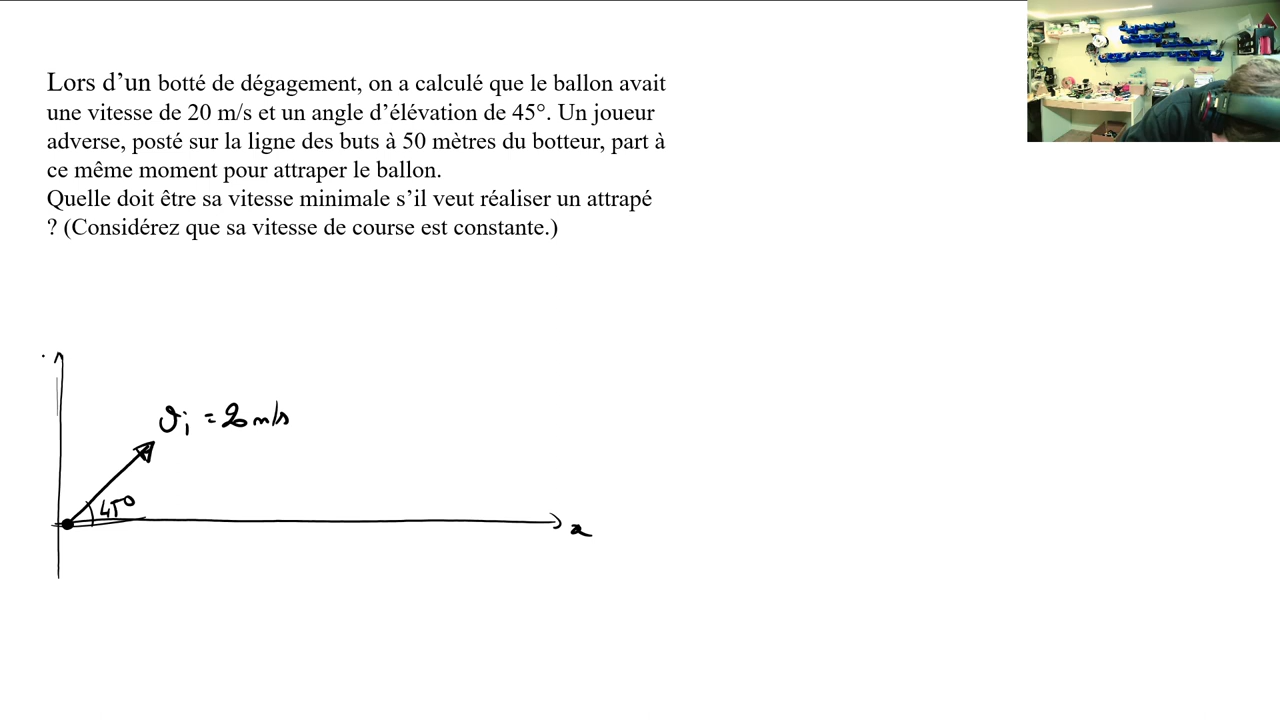 Lors d’un botté de dégagement, on a calculé que le ballon avait
une vitesse de 20 m/s et un angle d’élévation de 45°. Un joueur
adverse, posté sur la ligne des buts à 50 mètres du botteur, part à
ce même moment pour attraper le ballon.
Quelle doit être sa vitesse minimale s’il veut réaliser un attrapé
? (Considérez que sa vitesse de course est constante.)
vi = 20 m/s
45°
x